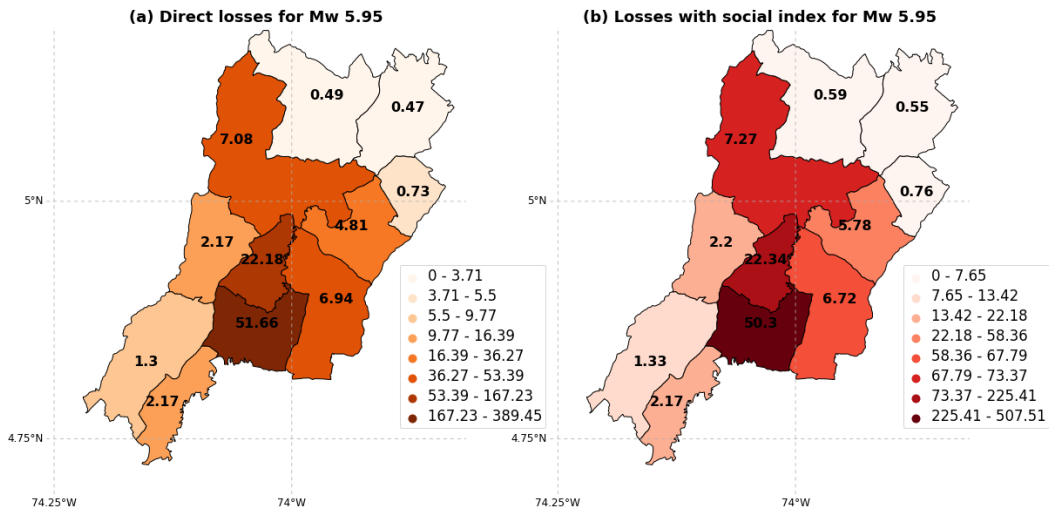 (a) Direct losses for Mw 5.95
0.49
0.47
7.08
0.73
5°N
4.81
2.17
22.18
6.94
51.66
1.3
2.17
4.75°N
74.25°W
74°W
0 - 3.71
3.71 - 5.5
5.5 - 9.77
9.77 - 16.39
16.39 - 36.27
36.27 - 53.39
53.39 - 167.23
167.23 - 389.45
(b) Losses with social index for Mw 5.95
0.59
0.55
7.27
0.76
5°N
5.78
2.2
22.34
6.72
50.3
1.33
2.17
4.75°N
74.25°W
74°W
0 - 7.65
7.65 - 13.42
13.42 - 22.18
22.18 - 58.36
58.36 - 67.79
67.79 - 73.37
73.37 - 225.41
225.41 - 507.51